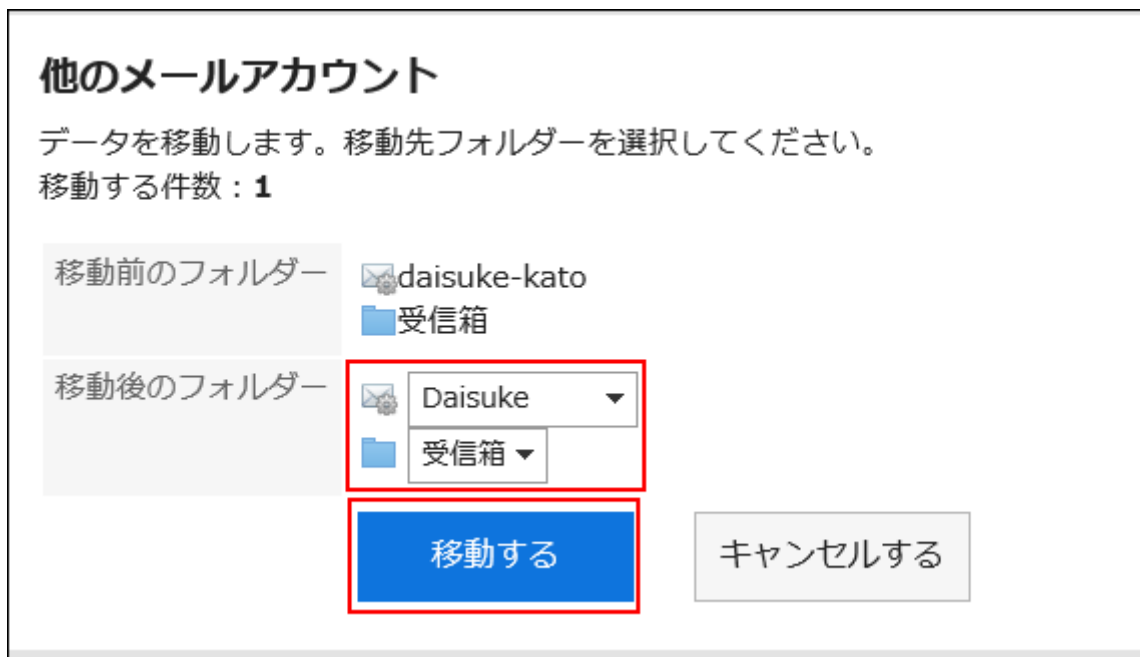 他のメールアカウント
データを移動します。移動先フォルダーを選択してください。
移動する件数：1
移動前のフォルダー
daisuke-kato
受信箱
移動後のフォルダー
Daisuke
受信箱
移動する
キャンセルする